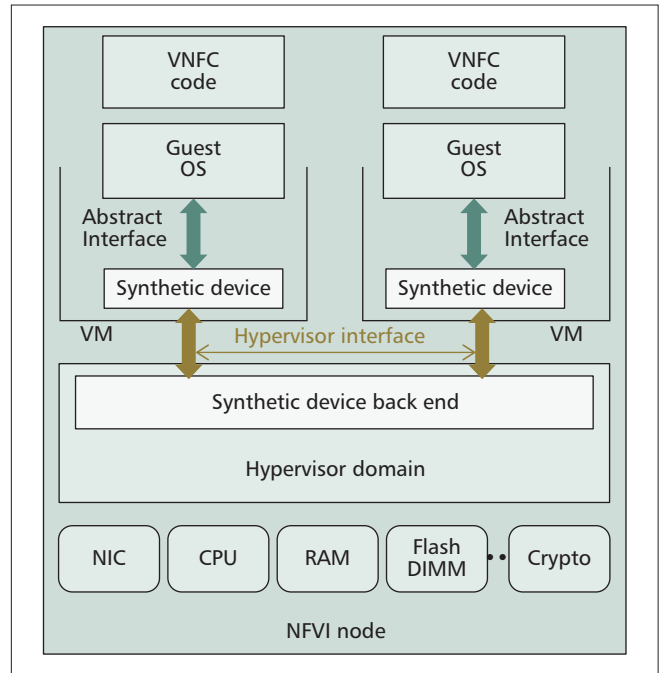 VNFC
code
VNFC
code
Guest
OS
Guest
OS
Abstract
Interface
Abstract
Interface
Synthetic device
Synthetic device
VM
Hypervisor interface
VM
Synthetic device back end
Hypervisor domain
NIC
CPU
RAM
Flash
DIMM
Crypto
NFVI node